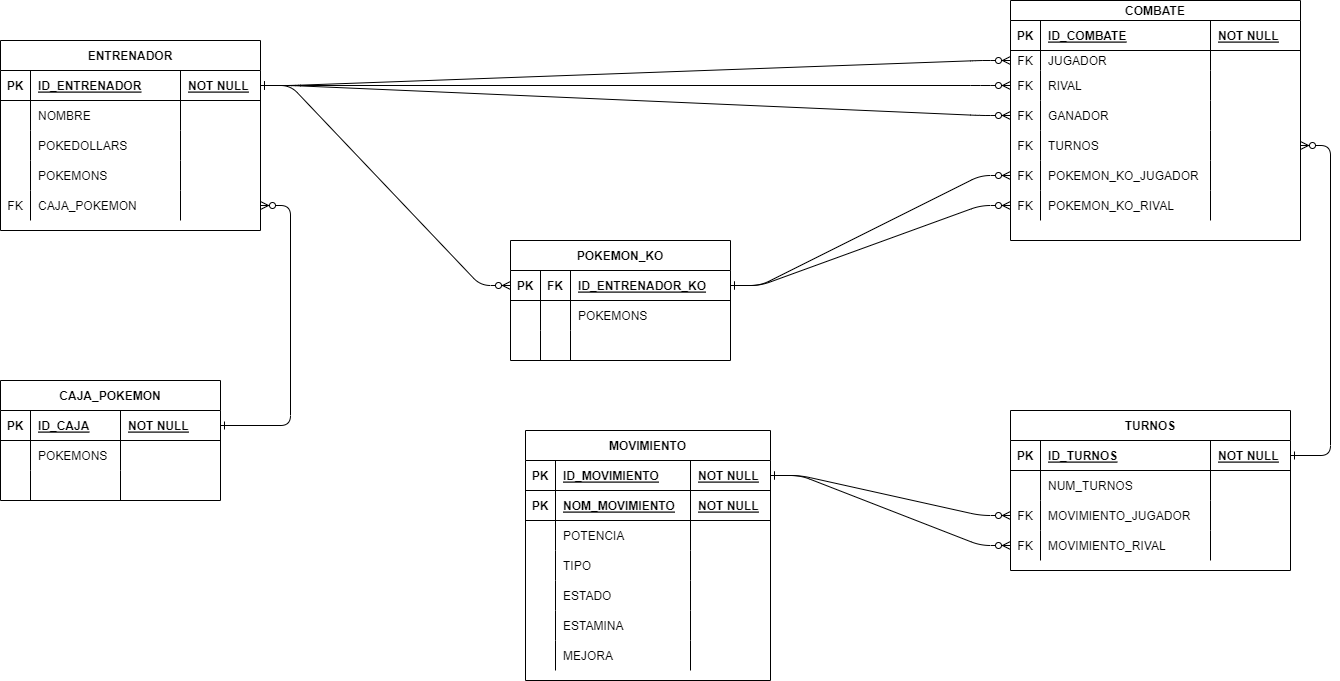 ENTRENADOR
PK ID_ENTRENADOR NOT NULL
NOMBRE
POKEDOLLARS
POKEMONS
FK CAJA_POKEMON
COMBATE
PK ID_COMBATE NOT NULL
FK JUGADOR
FK RIVAL
FK GANADOR
FK TURNOS
FK POKEMON_KO_JUGADOR
FK POKEMON_KO_RIVAL
POKEMON_KO
PK FK ID_ENTRENADOR_KO
POKEMONS
CAJA_POKEMON
PK ID_CAJA NOT NULL
POKEMONS
MOVIMIENTO
PK ID_MOVIMIENTO NOT NULL
PK NOM_MOVIMIENTO NOT NULL
POTENCIA
TIPO
ESTADO
ESTAMINA
MEJORA
TURNOS
PK ID_TURNOS NOT NULL
NUM_TURNOS
FK MOVIMIENTO_JUGADOR
FK MOVIMIENTO_RIVAL